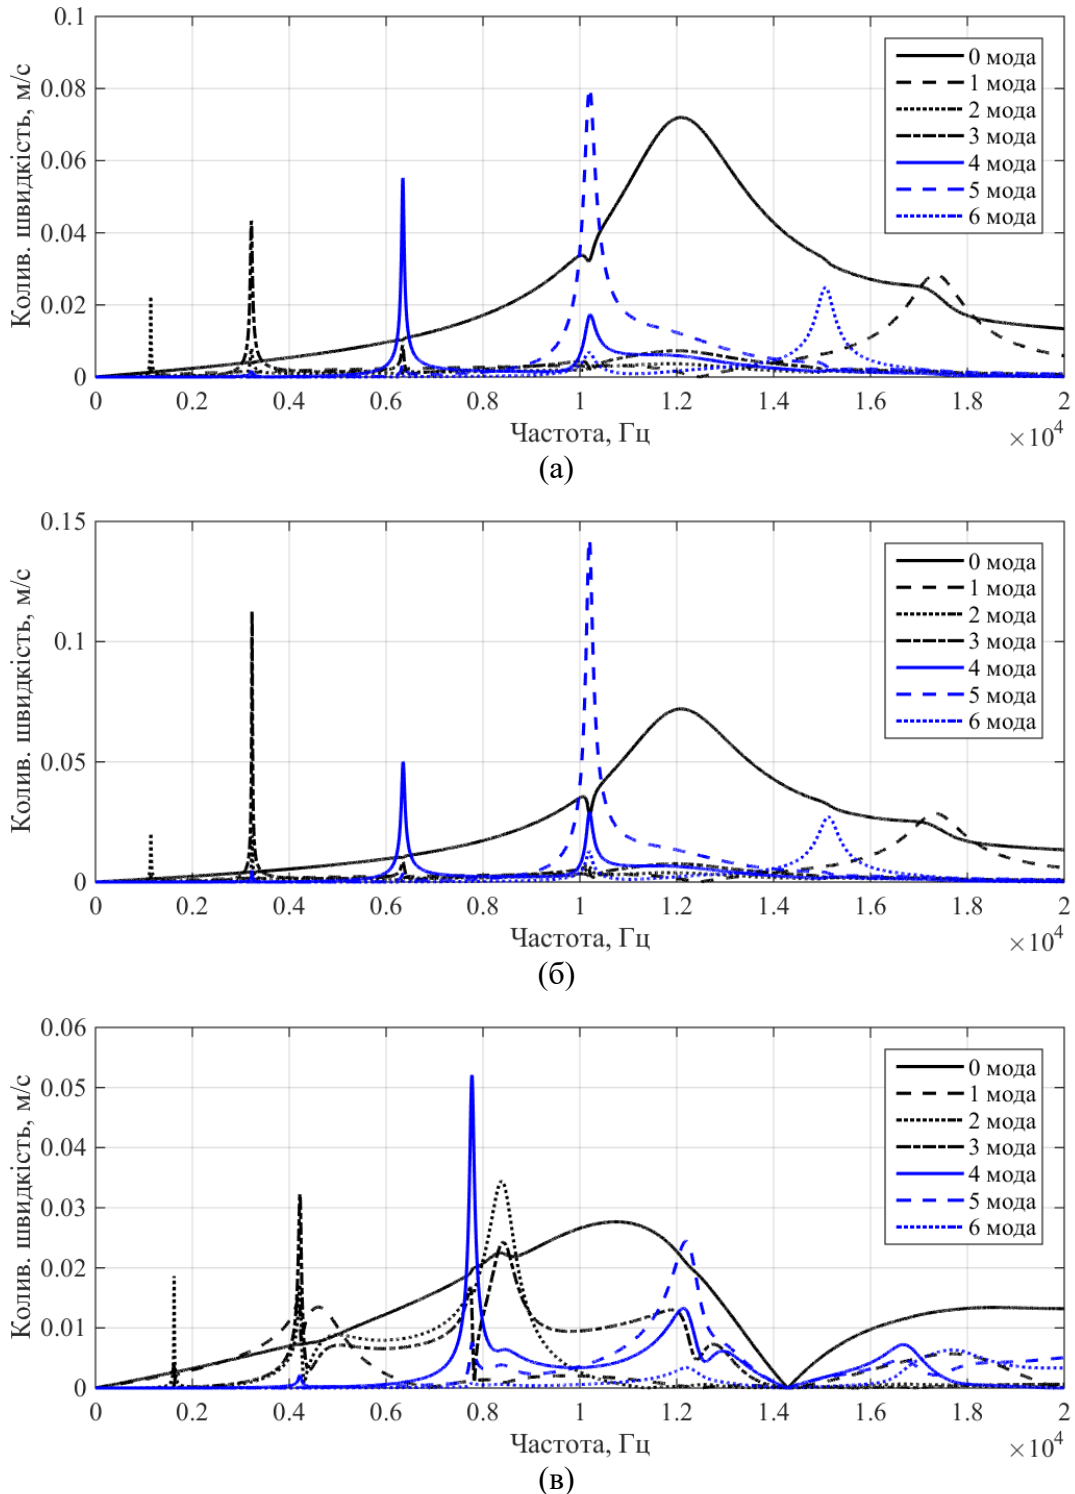 0.1
0.08
0.06
0.04
0.02
0
Колив. швидкість, м/с
0 мода
1 мода
2 мода
3 мода
4 мода
5 мода
6 мода
0 0.2 0.4 0.6 0.8 1 1.2 1.4 1.6 1.8 2
Частота, Гц
×10⁴
(а)
0.15
0.1
0.05
0
Колив. швидкість, м/с
0 мода
1 мода
2 мода
3 мода
4 мода
5 мода
6 мода
0 0.2 0.4 0.6 0.8 1 1.2 1.4 1.6 1.8 2
Частота, Гц
×10⁴
(б)
0.06
0.05
0.04
0.03
0.02
0.01
0
Колив. швидкість, м/с
0 мода
1 мода
2 мода
3 мода
4 мода
5 мода
6 мода
0 0.2 0.4 0.6 0.8 1 1.2 1.4 1.6 1.8 2
Частота, Гц
×10⁴
(в)